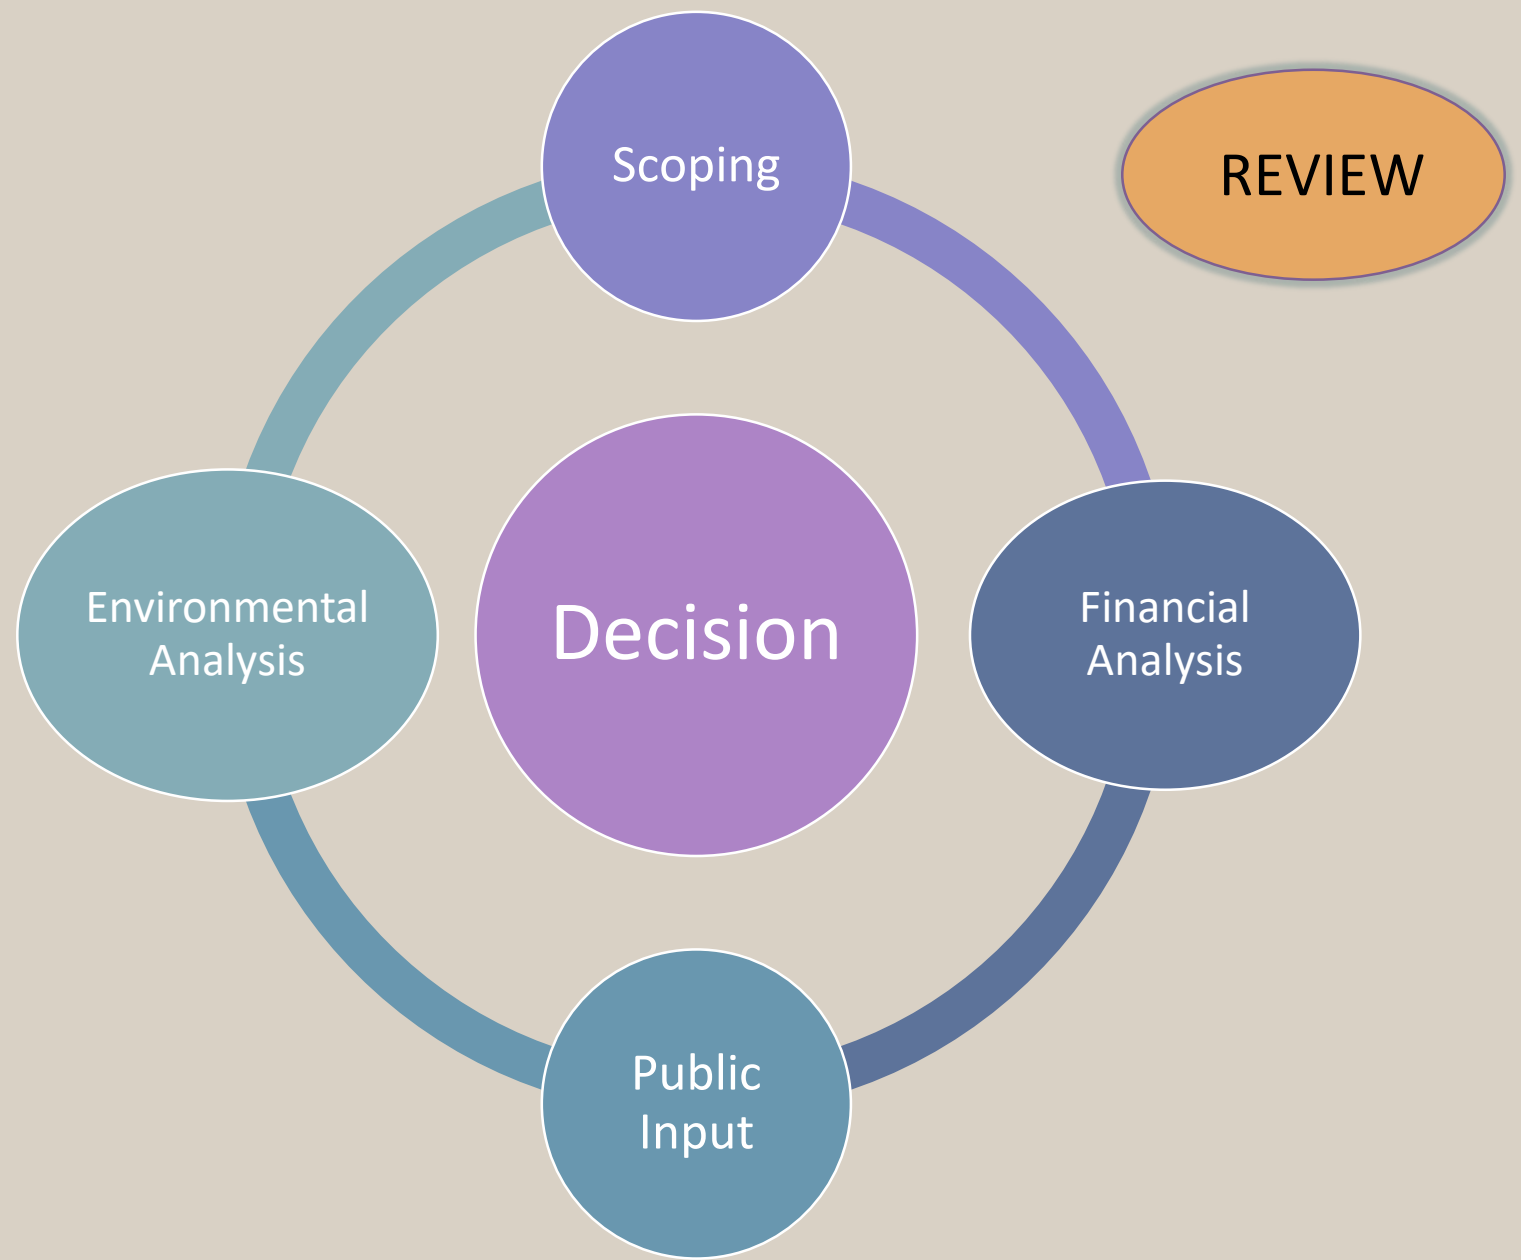 Scoping
REVIEW
Environmental
Analysis
Decision
Financial
Analysis
Public
Input